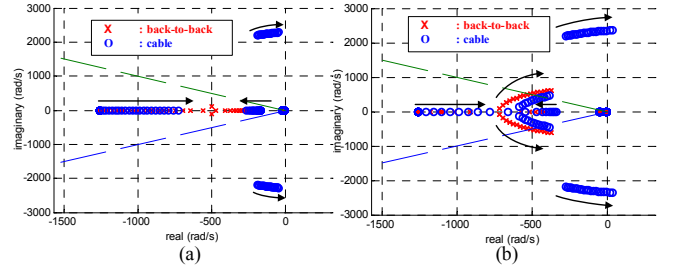 3000
2000
1000
0
-1000
-2000
-3000
imaginary (rad/s)
X : back-to-back
O : cable
-1500
-1000
-500
0
real (rad/s)
(a)
3000
2000
1000
0
-1000
-2000
-3000
imaginary (rad/s)
X : back-to-back
O : cable
-1500
-1000
-500
0
real (rad/s)
(b)